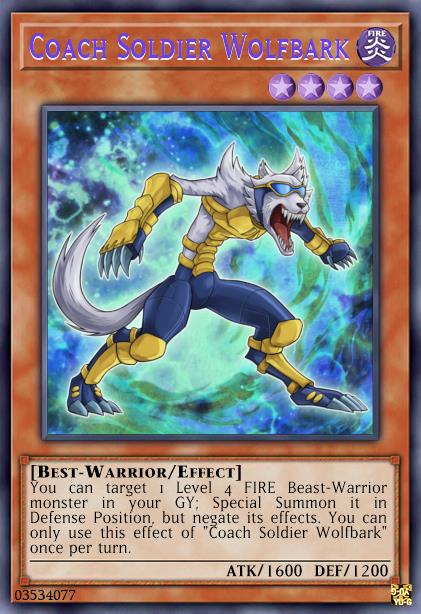 Coach Soldier Wolfbark
FIRE
炎
[Best-Warrior/Effect]
You can target 1 Level 4 FIRE Beast-Warrior
monster in your GY; Special Summon it in
Defense Position, but negate its effects. You can
only use this effect of "Coach Soldier Wolfbark"
once per turn.
ATK/1600 DEF/1200
03534077